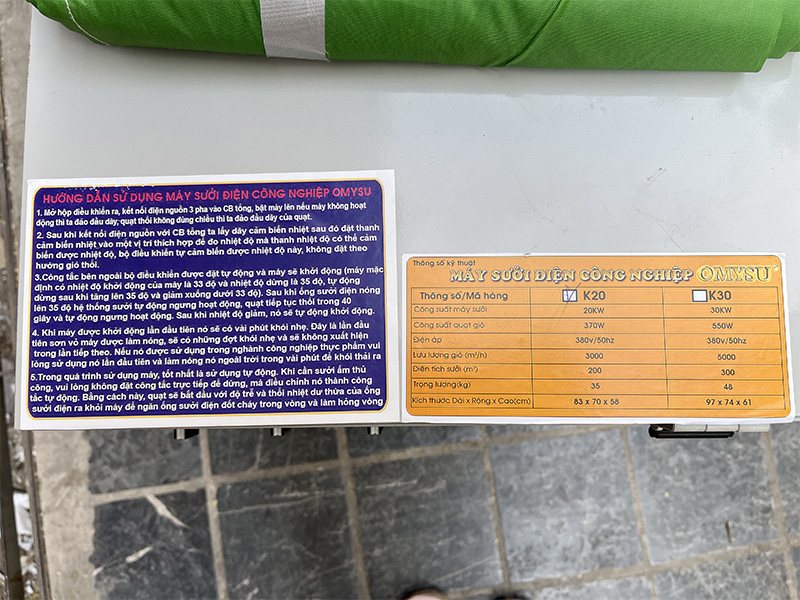 HƯỚNG DẪN SỬ DỤNG MÁY SƯỞI ĐIỆN CÔNG NGHIỆP OMYSU
1. Mở hộp điều khiển ra, kết nối điện nguồn 3 pha vào CB tổng, bật máy lên nếu máy không hoạt
động thì ta đảo đầu dây; quạt thổi không đúng chiều thì ta đảo đầu dây của quạt.
2. Sau khi kết nối điện nguồn với CB tổng ta lấy dây cảm biến nhiệt sau đó đặt thanh
cảm biến nhiệt vào một vị trí thích hợp để đo nhiệt độ mà thanh nhiệt độ có thể cảm
biến được nhiệt độ, bộ điều khiển tự cảm biến được nhiệt độ này, không đặt theo
hướng gió thổi.
3.Công tắc bên ngoài bộ điều khiển được đặt tự động và máy sẽ khởi động (máy mặc
định có nhiệt độ khởi động của máy là 33 độ và nhiệt độ dừng là 35 độ, tự động
dừng sau khi tăng lên 35 độ và giảm xuống dưới 33 độ). Sau khi ống sưởi điện nóng
lên 35 độ hệ thống sưởi tự động ngưng hoạt động, quạt tiếp tục thổi trong 40
giây và tự động ngưng hoạt động. Sau khi nhiệt độ giảm, nó sẽ tự động khởi động.
4. Khi máy được khởi động lần đầu tiên nó sẽ có vài phút khói nhẹ. Đây là lần đầu
tiên sơn vỏ máy được làm nóng, sẽ có những đợt khói nhẹ và sẽ không xuất hiện
trong lần tiếp theo. Nếu nó được sử dụng trong nghành công nghiệp thực phẩm vui
lòng sử dụng nó lần đầu tiên và làm nóng nó ngoài trời trong vài phút để khói thải ra
5.Trong quá trình sử dụng máy, tốt nhất là sử dụng tự động. Khi cần sưởi ấm thủ
công, vui lòng không đặt công tắc trực tiếp để dừng, mà điều chỉnh nó thành công
tắc tự động. Bằng cách này, quạt sẽ bắt đầu với độ trễ và thổi nhiệt dư thừa của ống
sưởi điện ra khỏi máy để ngăn ống sưởi điện đốt cháy trong vòng và làm hỏng vòng
Thông số kỹ thuật
MÁY SƯỞI ĐIỆN CÔNG NGHIỆP OMYSU
Thông số/Mã hàng K20 K30
Công suất máy sưởi 20KW 30KW
Công suất quạt gió 370W 550W
Điện áp 380v/50hz 380v/50hz
Lưu lượng gió (m³/h) 3000 5000
Diện tích sưởi (m²) 200 300
Trọng lượng(kg) 35 48
Kích thước Dài x Rộng x Cao(cm) 83 x 70 x 58 97 x 74 x 61